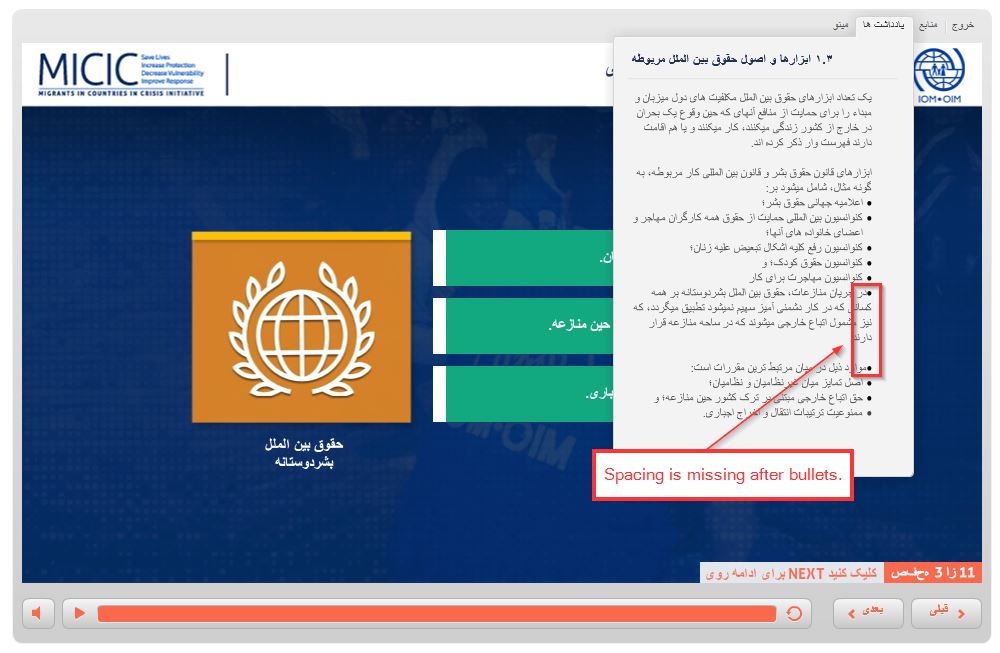 خروج
منابع
یادداشت ها
مینو
MICIC
Save Lives
Increase Protection
Decrease Vulnerability
Improve Response
MIGRANTS IN COUNTRIES IN CRISIS INITIATIVE
IOM•OIM
۱.۳ ابزارها و اصول حقوق بین الملل مربوطه
یک تعداد ابزارهای حقوق بین الملل مکلفیت های دول میزبان و
مبداء را برای حمایت از منافع آنهای که حین وقوع یک بحران
در خارج از کشور زندگی میکنند، کار میکنند و یا هم اقامت
دارند فهرست وار ذکر کرده اند.
ابزارهای قانون حقوق بشر و قانون بین المللی کار مربوطه، به
گونه مثال، شامل میشود بر:
● اعلامیه جهانی حقوق بشر؛
● کنوانسیون بین المللی حمایت از حقوق همه کارگران مهاجر و
اعضای خانواده های آنها؛
● کنوانسیون رفع کلیه اشکال تبعیض علیه زنان؛
● کنوانسیون حقوق کودک؛ و
● کنوانسیون مهاجرت برای کار
●در جریان منازعات، حقوق بین الملل بشردوستانه بر همه
کسانی که در کار دشمنی آمیز سهیم نمیشود تطبیق میگردد، که
نیز مشمول اتباع خارجی میشوند که در ساحه منازعه قرار
دارند.
●موارد ذیل در میان مرتبط ترین مقررات است:
● اصل تمایز میان غیر نظامیان و نظامیان؛
● حق اتباع خارجی مبتنی بر ترک کشور حین منازعه؛ و
● ممنوعیت ترتیبات انتقال و اخراج اجباری.
ان.
حین منازعه.
باری.
حقوق بین الملل
بشردوستانه
MIO•OIM
Spacing is missing after bullets.
11 زا 3 هحفص
کلیک کنید NEXT برای ادامه روی
قبلی
بعدی